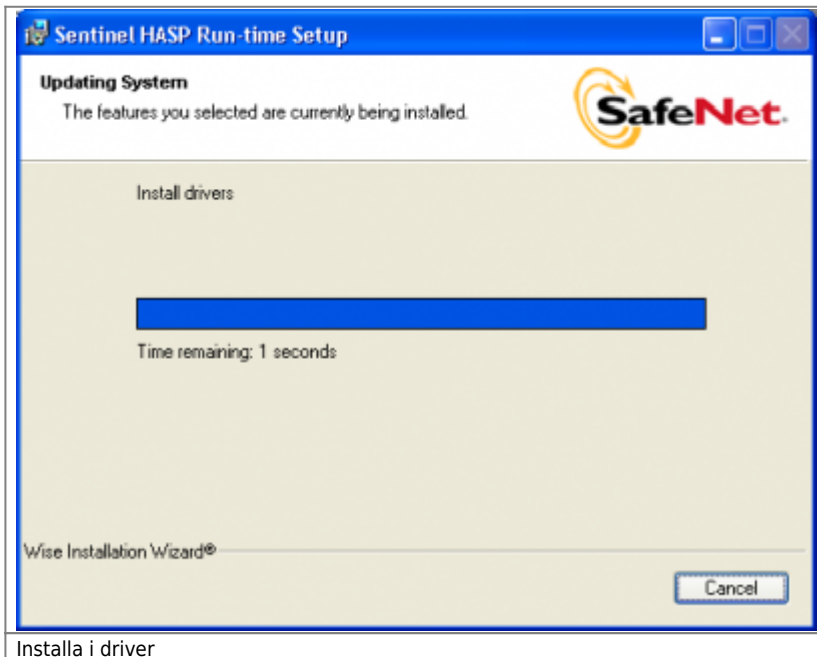 Sentinel HASP Run-time Setup
Updating System
The features you selected are currently being installed.
SafeNet.
Install drivers
Time remaining: 1 seconds
Wise Installation Wizard®
Cancel
Installa i driver